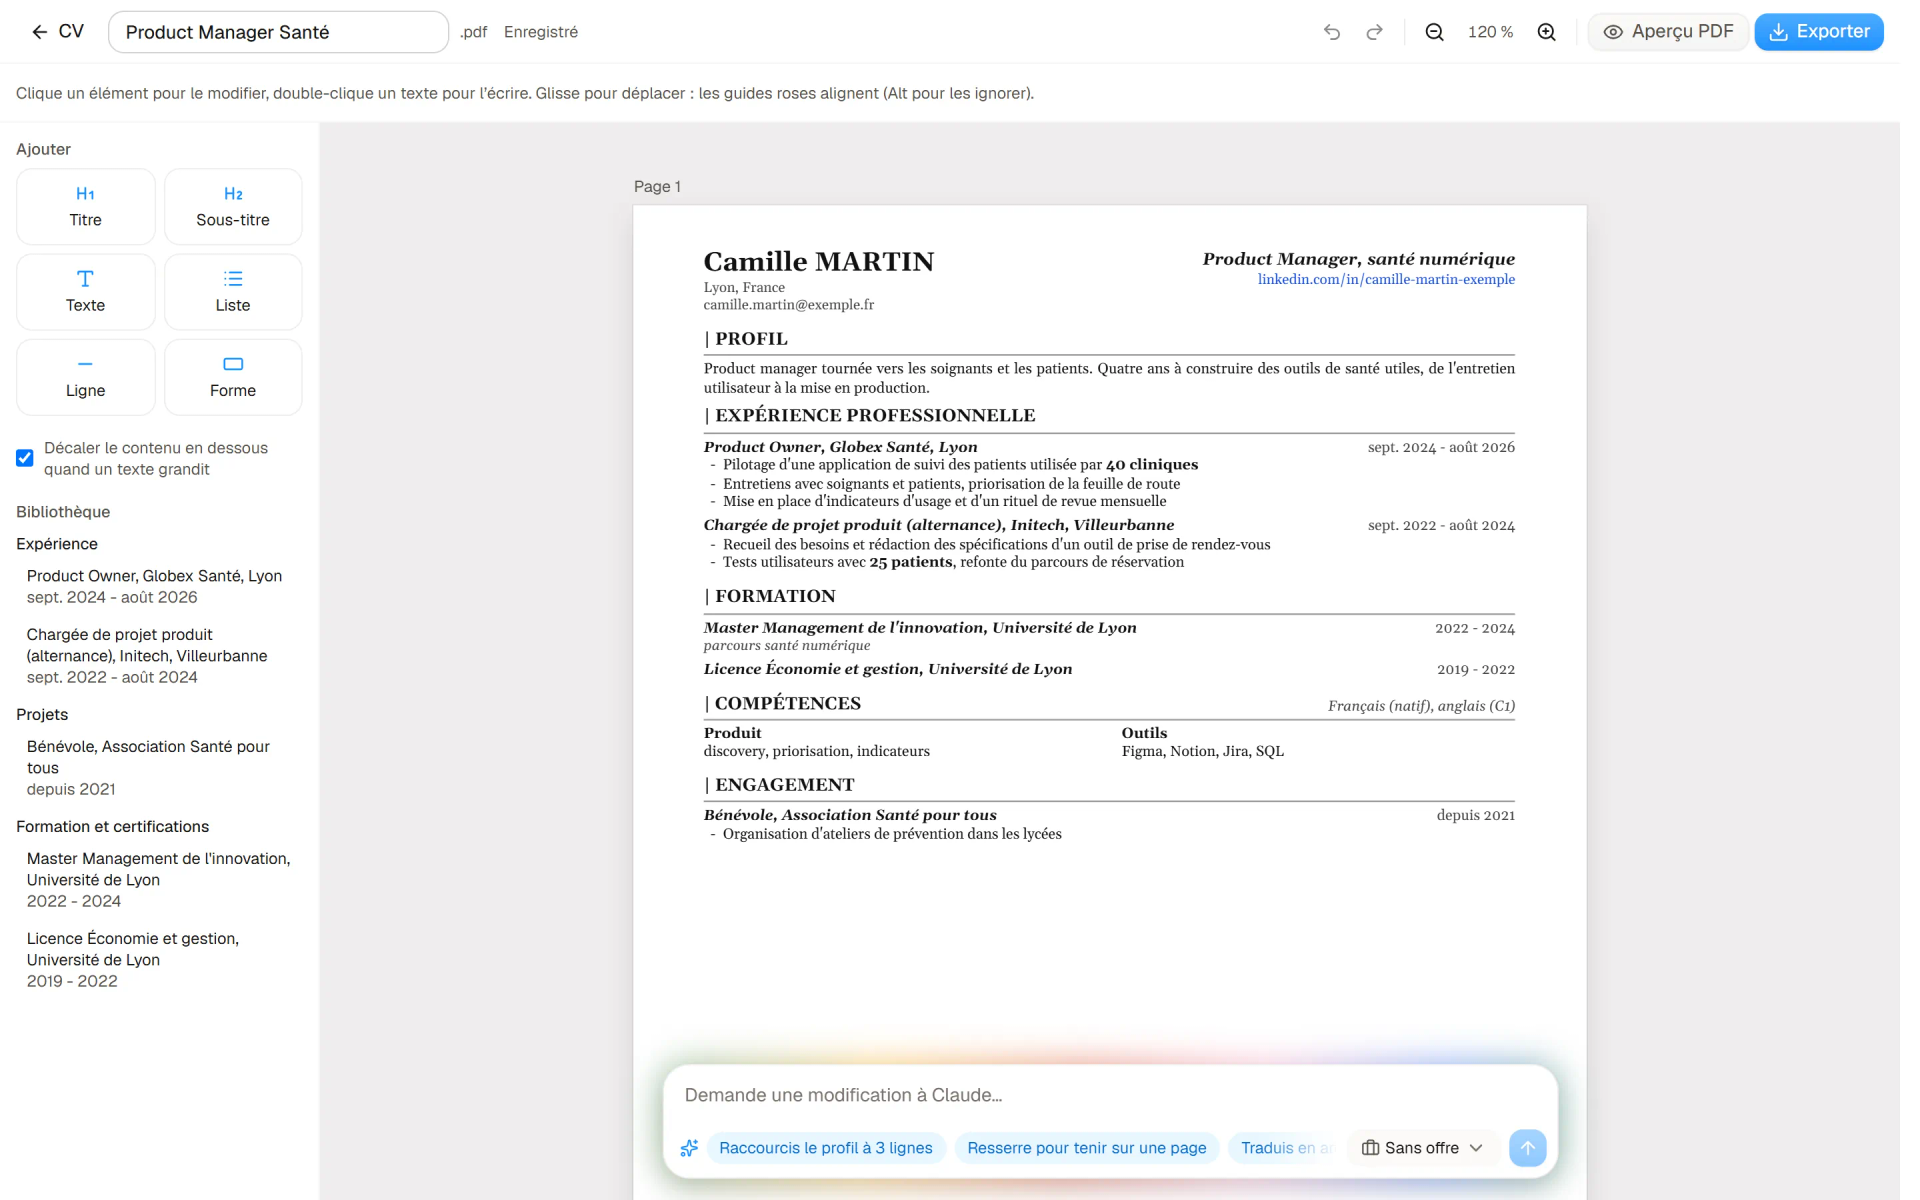 CV
Product Manager Santé
.pdf
Enregistré
120 %
Aperçu PDF
Exporter
Clique un élément pour le modifier, double-clique un texte pour l'écrire. Glisse pour déplacer : les guides roses alignent (Alt pour les ignorer).
Ajouter
H1
Titre
H2
Sous-titre
Texte
Liste
Ligne
Forme
Décaler le contenu en dessous
quand un texte grandit
Bibliothèque
Expérience
Product Owner, Globex Santé, Lyon
sept. 2024 - août 2026
Chargée de projet produit
(alternance), Initech, Villeurbanne
sept. 2022 - août 2024
Projets
Bénévole, Association Santé pour
tous
depuis 2021
Formation et certifications
Master Management de l'innovation,
Université de Lyon
2022 - 2024
Licence Économie et gestion,
Université de Lyon
2019 - 2022
Page 1
Camille MARTIN
Product Manager, santé numérique
Lyon, France
linkedin.com/in/camille-martin-exemple
camille.martin@exemple.fr
| PROFIL
Product manager tournée vers les soignants et les patients. Quatre ans à construire des outils de santé utiles, de l'entretien
utilisateur à la mise en production.
| EXPÉRIENCE PROFESSIONNELLE
Product Owner, Globex Santé, Lyon
sept. 2024 - août 2026
- Pilotage d'une application de suivi des patients utilisée par 40 cliniques
- Entretiens avec soignants et patients, priorisation de la feuille de route
- Mise en place d'indicateurs d'usage et d'un rituel de revue mensuelle
Chargée de projet produit (alternance), Initech, Villeurbanne
sept. 2022 - août 2024
- Recueil des besoins et rédaction des spécifications d'un outil de prise de rendez-vous
- Tests utilisateurs avec 25 patients, refonte du parcours de réservation
| FORMATION
Master Management de l'innovation, Université de Lyon
2022 - 2024
parcours santé numérique
Licence Économie et gestion, Université de Lyon
2019 - 2022
| COMPÉTENCES
Français (natif), anglais (C1)
Produit
Outils
discovery, priorisation, indicateurs
Figma, Notion, Jira, SQL
| ENGAGEMENT
Bénévole, Association Santé pour tous
depuis 2021
- Organisation d'ateliers de prévention dans les lycées
Demande une modification à Claude...
Raccourcis le profil à 3 lignes
Resserre pour tenir sur une page
Traduis en
Sans offre